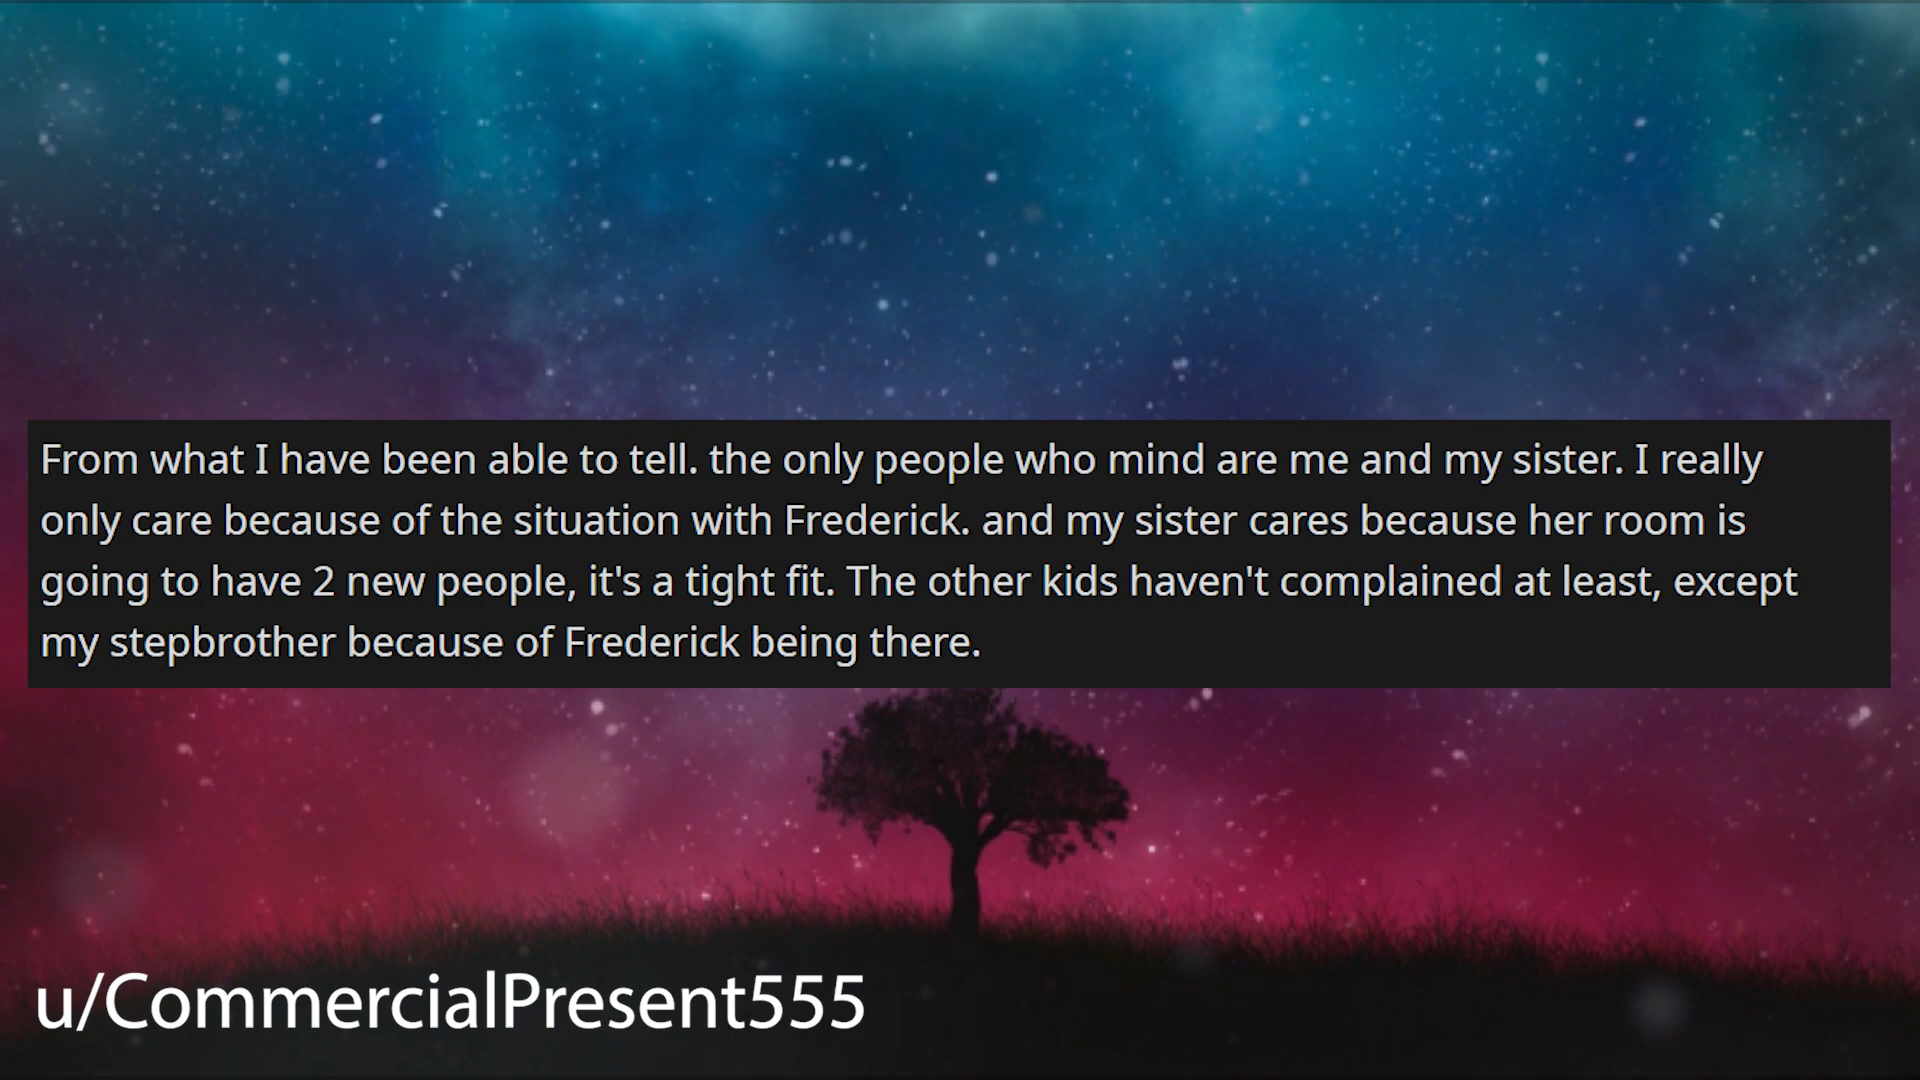 From what I have been able to tell. the only people who mind are me and my sister. I really
only care because of the situation with Frederick. and my sister cares because her room is
going to have 2 new people, it's a tight fit. The other kids haven't complained at least, except
my stepbrother because of Frederick being there.
u/CommercialPresent555